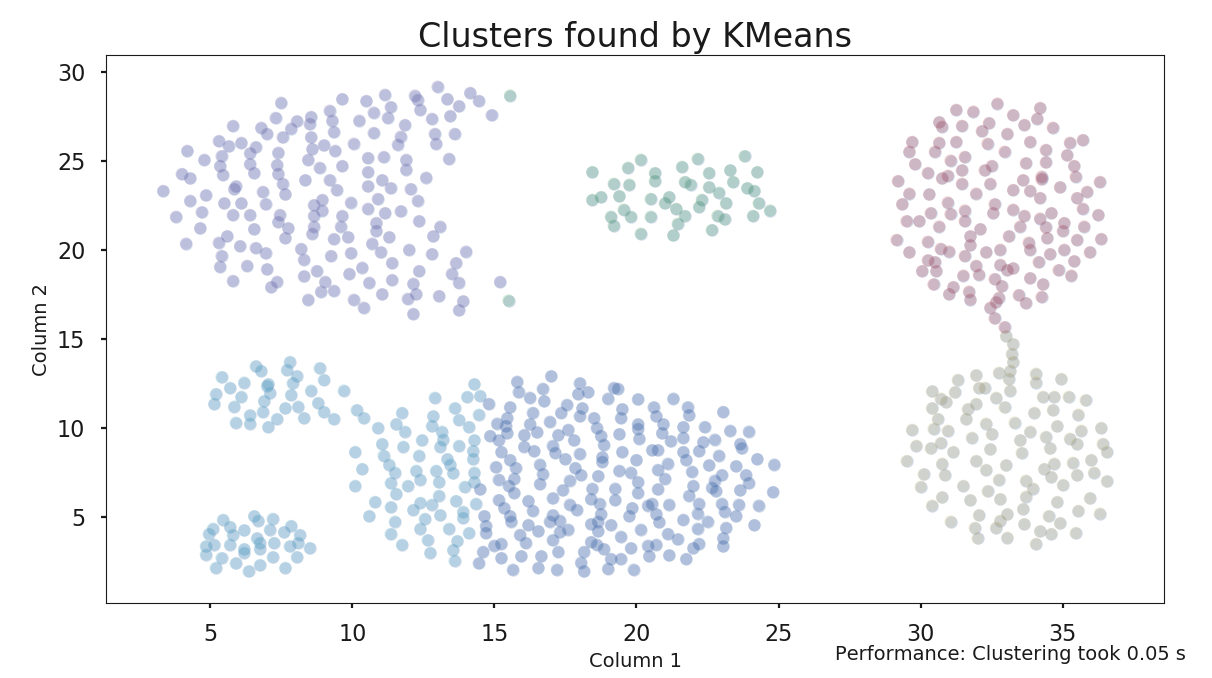 Clusters found by KMeans
30
25
20
15
10
5
Column 2
5 10 15 20 25 30 35
Column 1
Performance: Clustering took 0.05 s